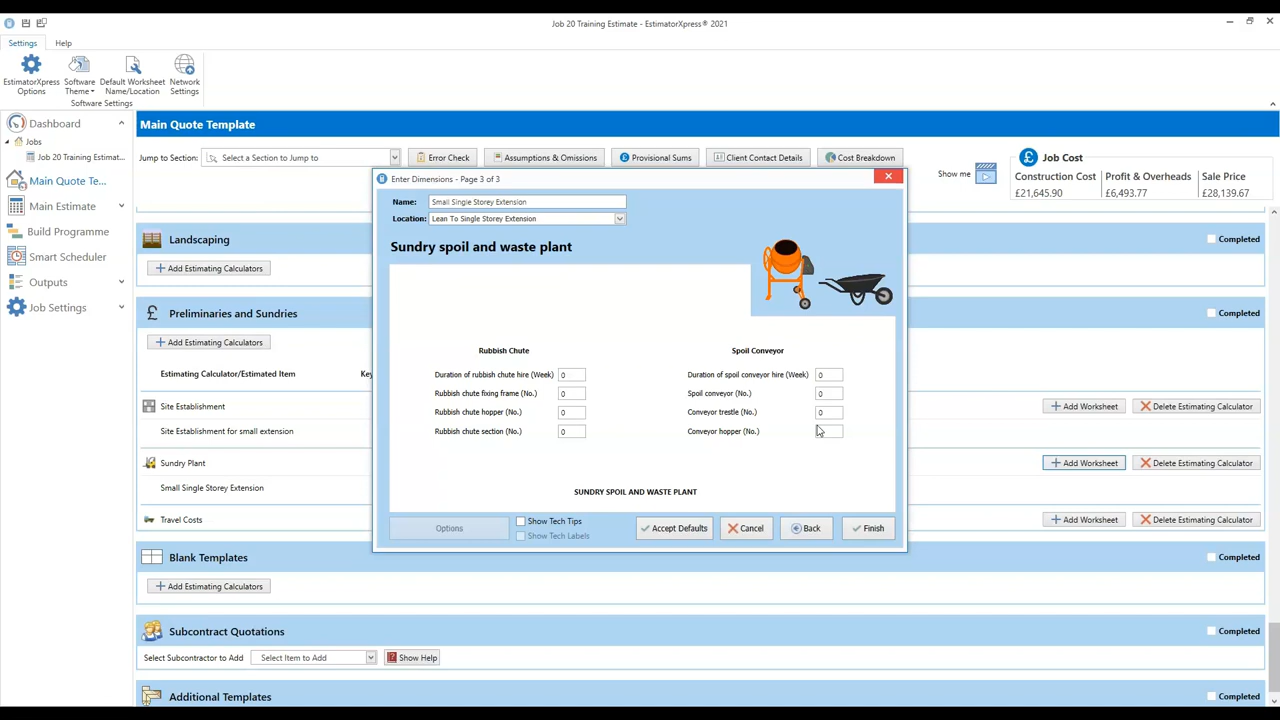 Job 20 Training Estimate - EstimatorXpress® 2021
Settings
Help
EstimatorXpress Options
Software Theme
Default Worksheet Name/Location
Network Settings
Software Settings
Dashboard
Jobs
Job 20 Training Estimat...
Main Quote Te...
Main Estimate
Build Programme
Smart Scheduler
Outputs
Job Settings
Main Quote Template
Jump to Section:
Select a Section to Jump to
Error Check
Assumptions & Omissions
Provisional Sums
Client Contact Details
Cost Breakdown
Show me
Job Cost
Construction Cost
Profit & Overheads
Sale Price
£21,645.90
£6,493.77
£28,139.67
Landscaping
Completed
Add Estimating Calculators
Preliminaries and Sundries
Completed
Add Estimating Calculators
Estimating Calculator/Estimated Item
Key
Site Establishment
Add Worksheet
Delete Estimating Calculator
Site Establishment for small extension
Sundry Plant
Add Worksheet
Delete Estimating Calculator
Small Single Storey Extension
Travel Costs
Add Worksheet
Delete Estimating Calculator
Blank Templates
Completed
Add Estimating Calculators
Subcontract Quotations
Completed
Select Subcontractor to Add
Select Item to Add
Show Help
Additional Templates
Completed
Enter Dimensions - Page 3 of 3
Name:
Small Single Storey Extension
Location:
Lean To Single Storey Extension
Sundry spoil and waste plant
Rubbish Chute
Duration of rubbish chute hire (Week) 0
Rubbish chute fixing frame (No.) 0
Rubbish chute hopper (No.) 0
Rubbish chute section (No.) 0
Spoil Conveyor
Duration of spoil conveyor hire (Week) 0
Spoil conveyor (No.) 0
Conveyor trestle (No.) 0
Conveyor hopper (No.)
SUNDRY SPOIL AND WASTE PLANT
Options
Show Tech Tips
Show Tech Labels
Accept Defaults
Cancel
Back
Finish